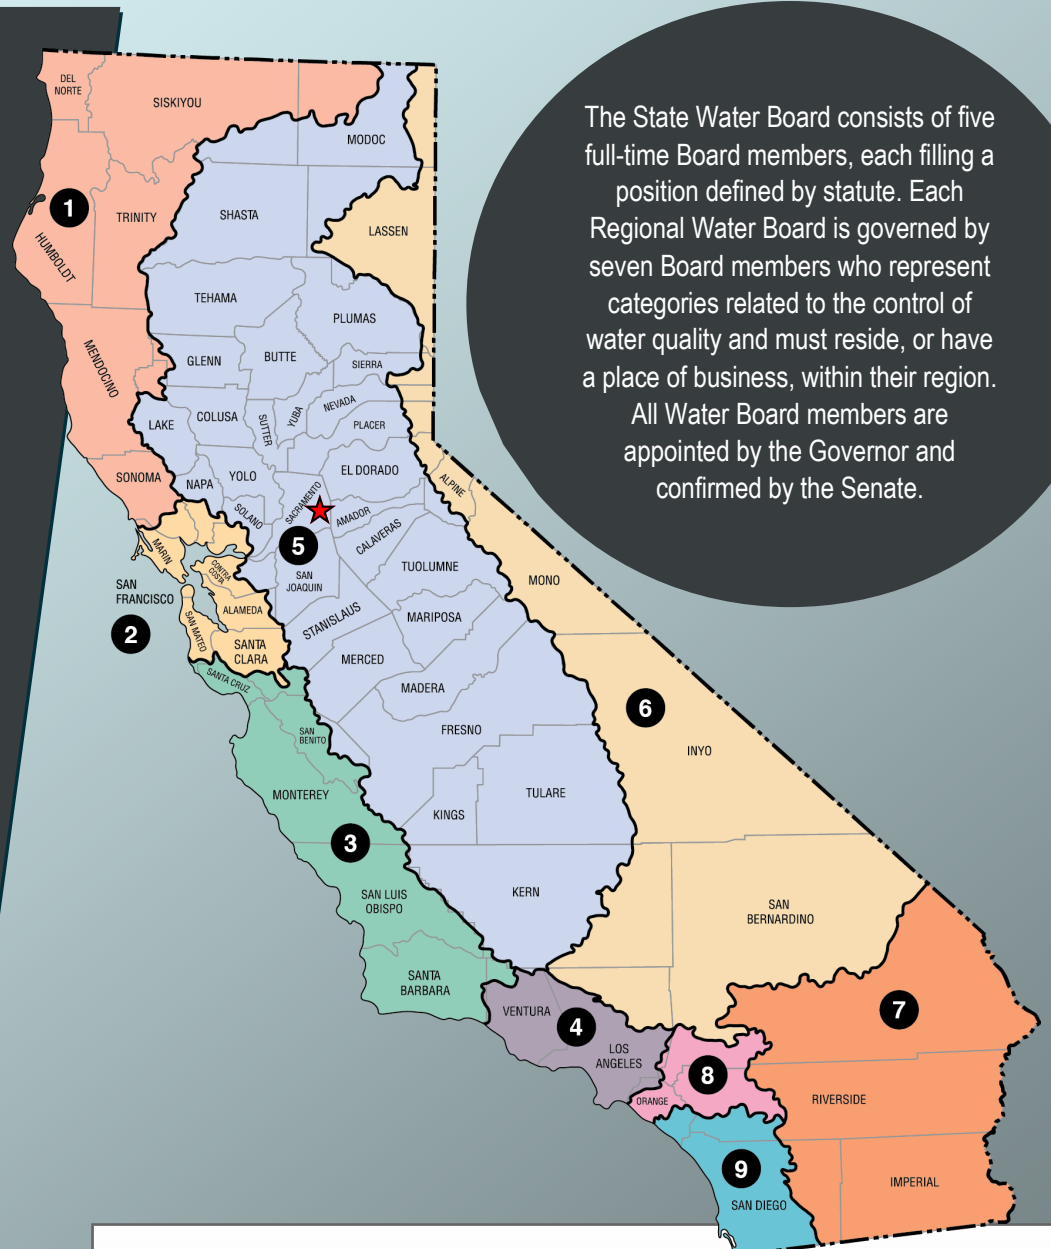 The State Water Board consists of five
full-time Board members, each filling a
position defined by statute. Each
Regional Water Board is governed by
seven Board members who represent
categories related to the control of
water quality and must reside, or have
a place of business, within their region.
All Water Board members are
appointed by the Governor and
confirmed by the Senate.
DEL
NORTE
SISKIYOU
MODOC
1
TRINITY
SHASTA
LASSEN
HUMBOLDT
TEHAMA
PLUMAS
MENDOCINO
GLENN
BUTTE
SIERRA
LAKE
COLUSA
SUTTER
YUBA
NEVADA
PLACER
SONOMA
NAPA
YOLO
EL DORADO
ALPINE
SOLANO
SACRAMENTO
AMADOR
5
CALAVERAS
MARIN
CONTRA
COSTA
SAN
JOAQUIN
TUOLUMNE
MONO
SAN
FRANCISCO
2
ALAMEDA
STANISLAUS
MARIPOSA
SAN MATEO
SANTA
CLARA
MERCED
SANTA CRUZ
MADERA
6
SAN
BENITO
FRESNO
INYO
MONTEREY
KINGS
TULARE
3
SAN LUIS
OBISPO
KERN
SAN
BERNARDINO
SANTA
BARBARA
VENTURA
4
7
LOS
ANGELES
8
ORANGE
RIVERSIDE
9
SAN DIEGO
IMPERIAL